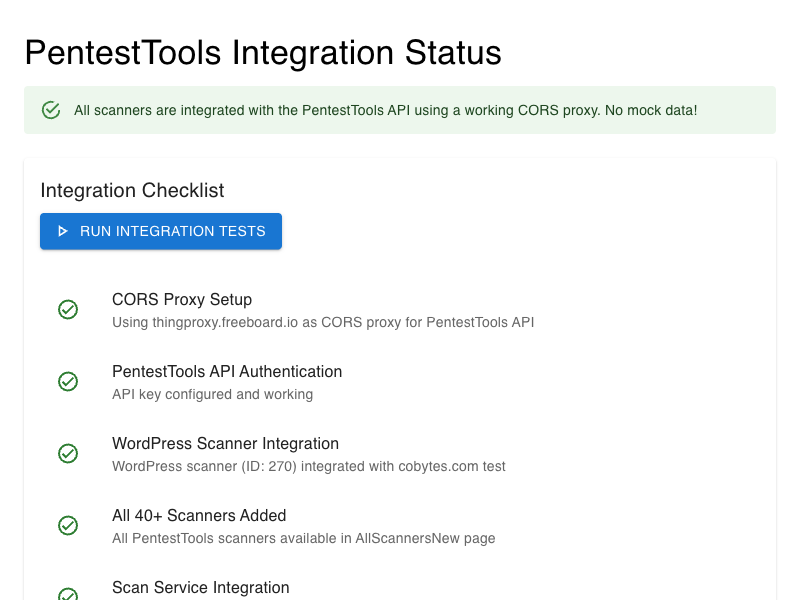 PentestTools Integration Status
All scanners are integrated with the PentestTools API using a working CORS proxy. No mock data!
Integration Checklist
RUN INTEGRATION TESTS
CORS Proxy Setup
Using thingproxy.freeboard.io as CORS proxy for PentestTools API
PentestTools API Authentication
API key configured and working
WordPress Scanner Integration
WordPress scanner (ID: 270) integrated with cobytes.com test
All 40+ Scanners Added
All PentestTools scanners available in AllScannersNew page
Scan Service Integration